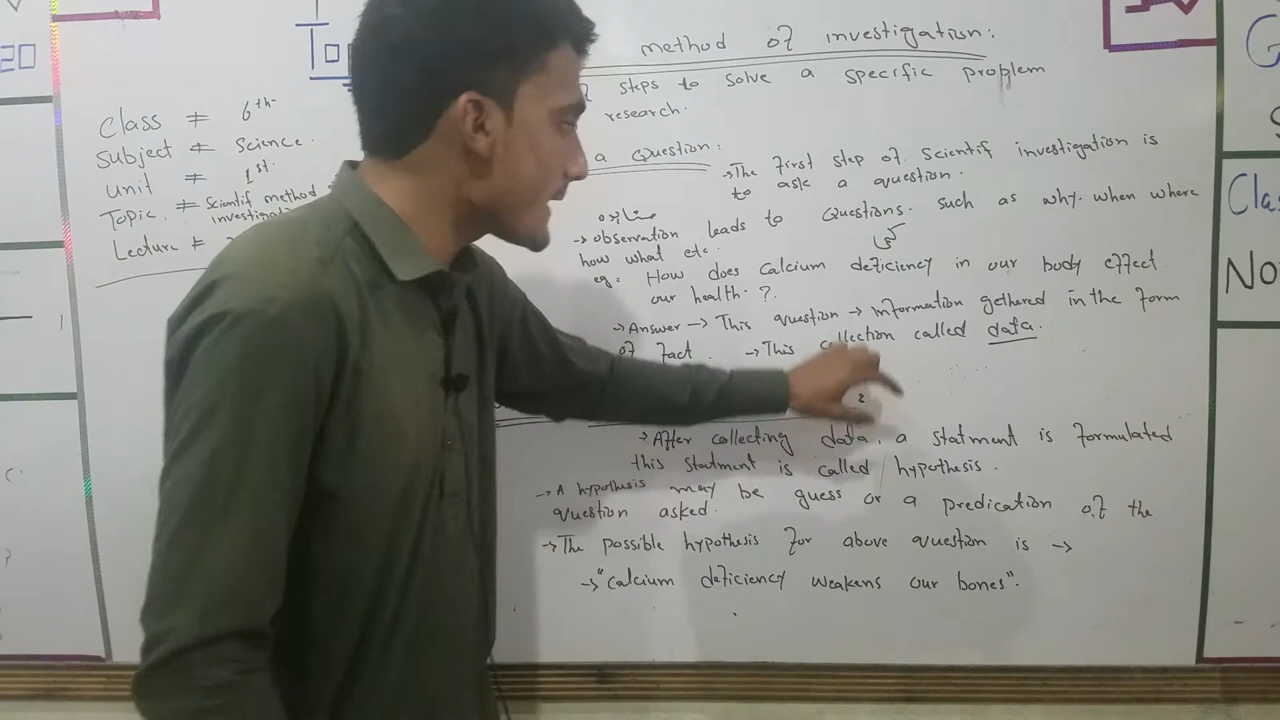 20
To
Class = 6th
Subject = Science.
Unit = 1st.
Topic. = Scientif method
investigati
Lecture =
method of investigation:
steps to solve a specific problem
research.
a Question:
→The first step of Scientif investigation is
to ask a question.
→ observation leads to Questions. such as why. when where
how what etc.
eg: How does Calcium deficiency in our body effect
our health. ?
→Answer → This question → information gethered in the form
of fact. → This collection called data.
→After collecting data, a statment is formulated
this statment is called hypothesis.
→ A hypothesis may be guess or a predication of the
question asked.
→The possible hypothesis for above question is →
→"calcium deficiency weakens our bones".
G
S
Clas
No